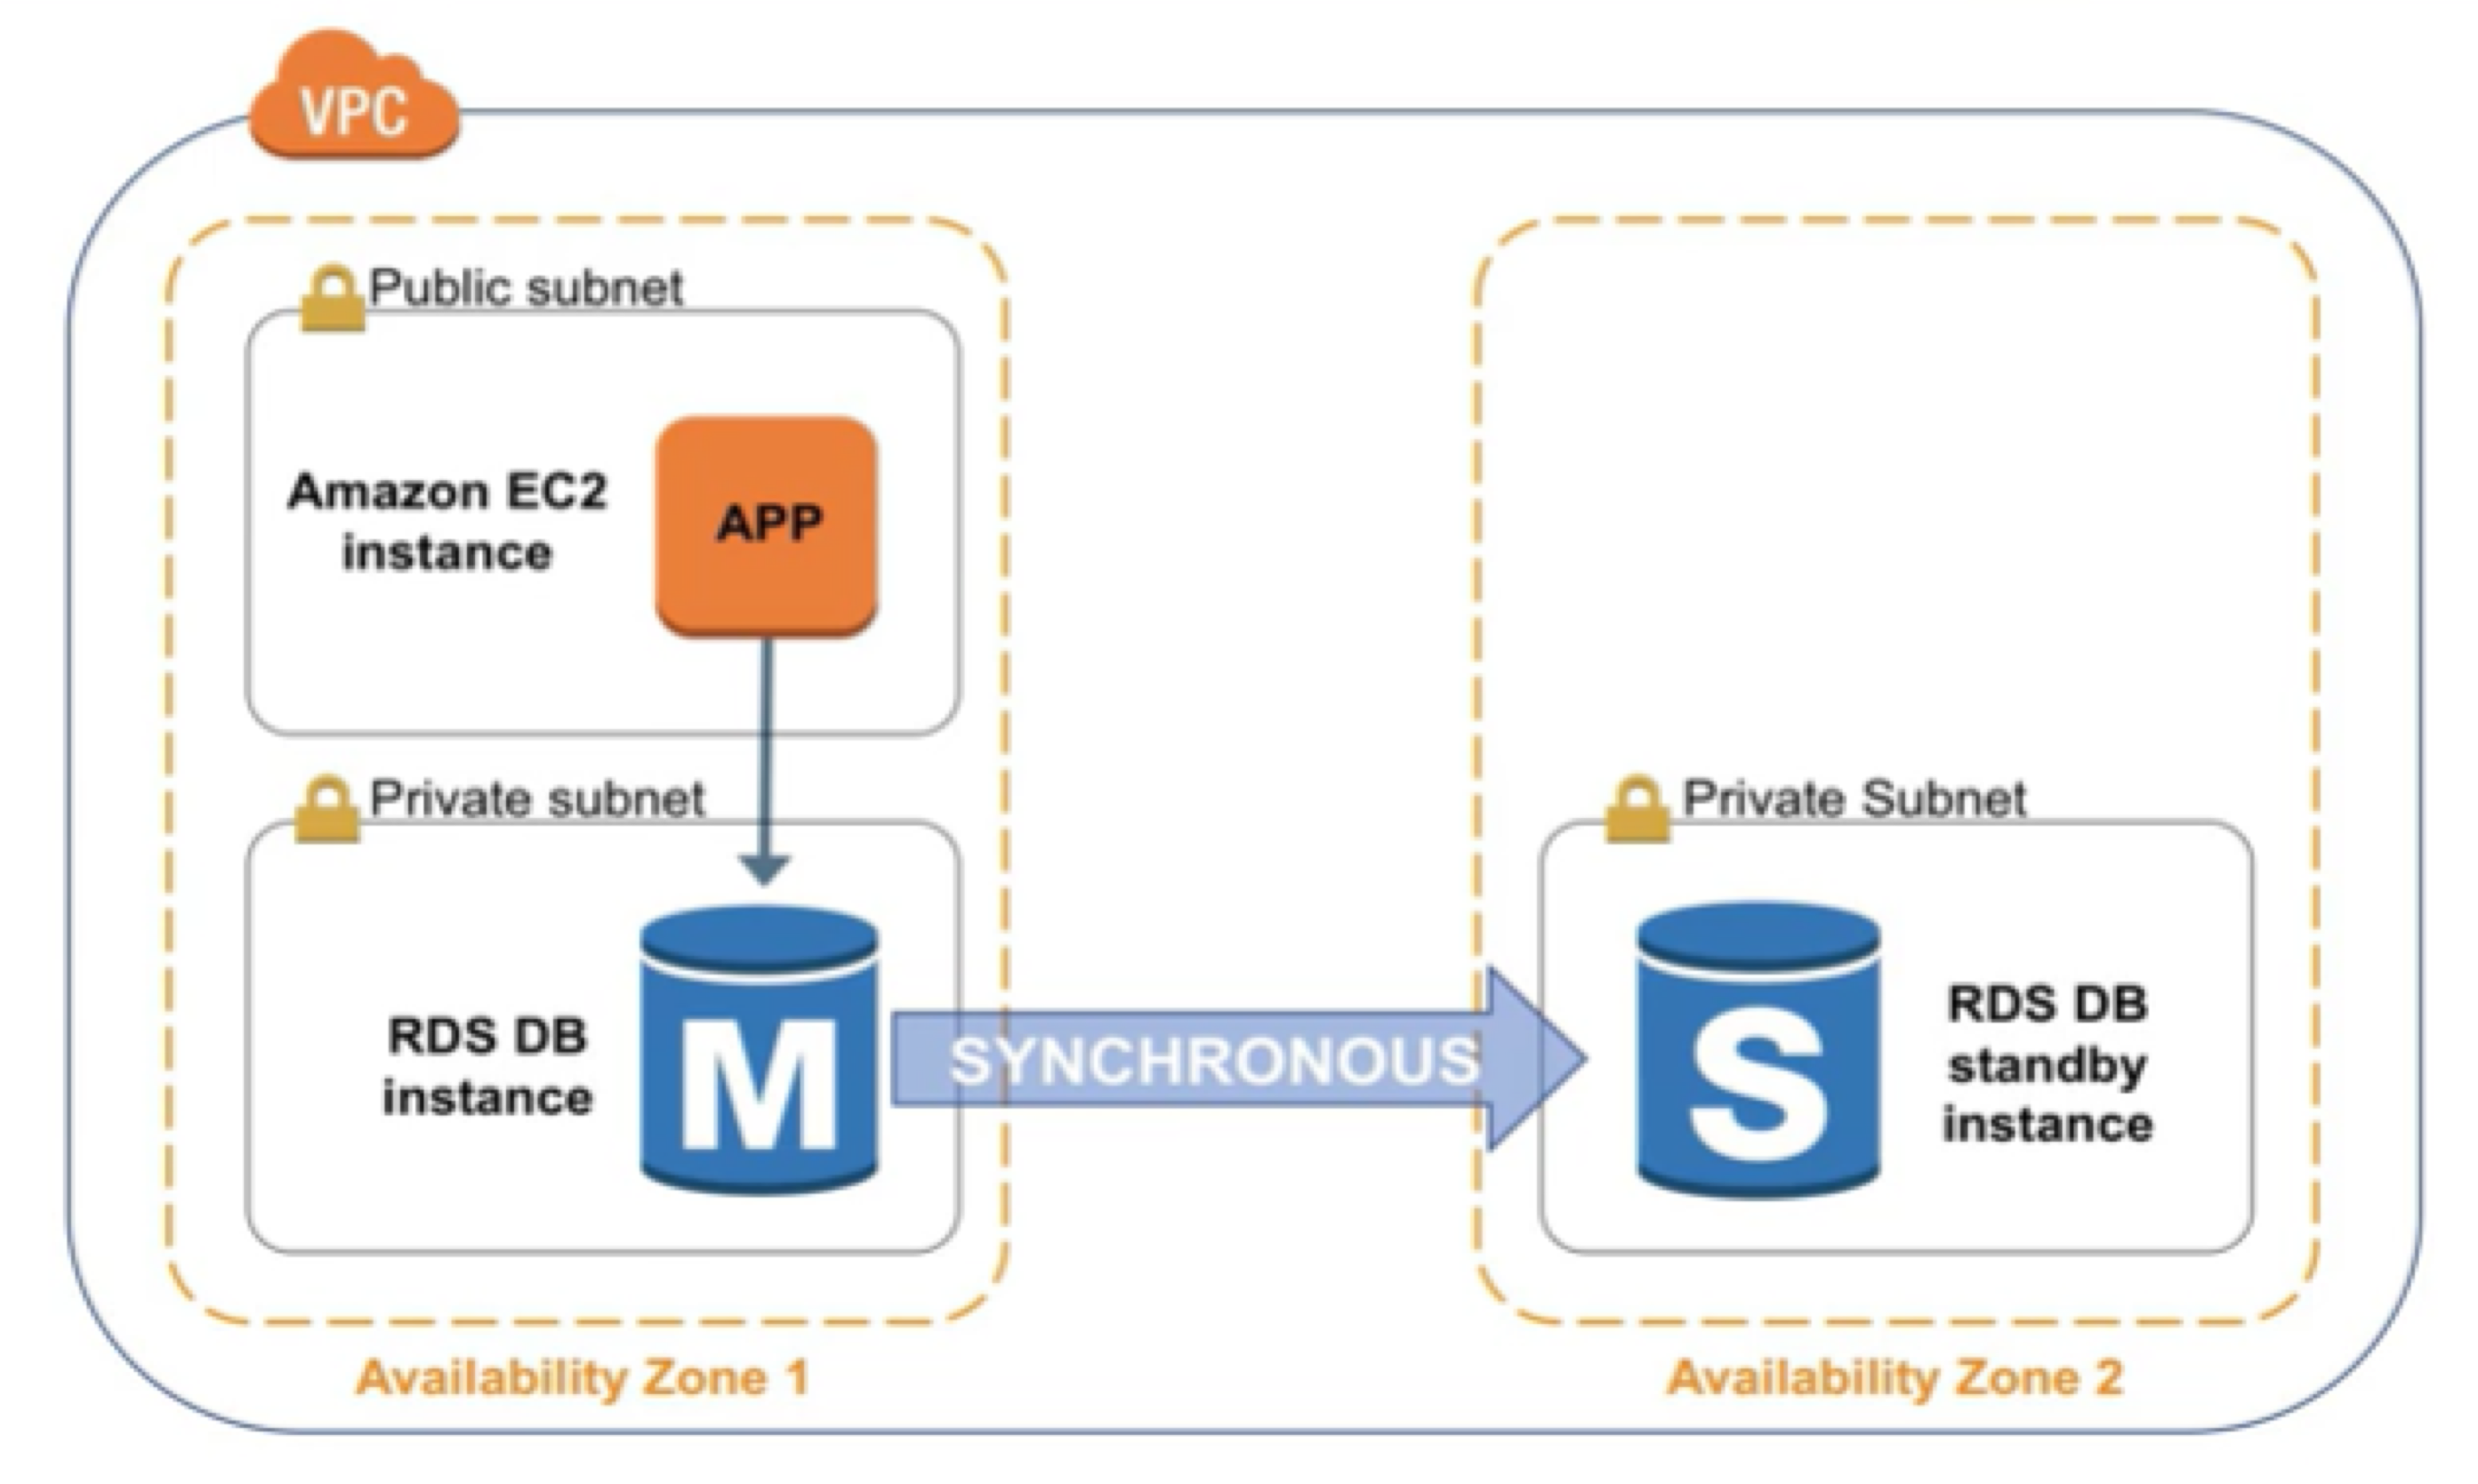 VPC
Public subnet
Amazon EC2
instance
APP
Private subnet
RDS DB
instance
M
SYNCHRONOUS
Private Subnet
S
RDS DB
standby
instance
Availability Zone 1
Availability Zone 2